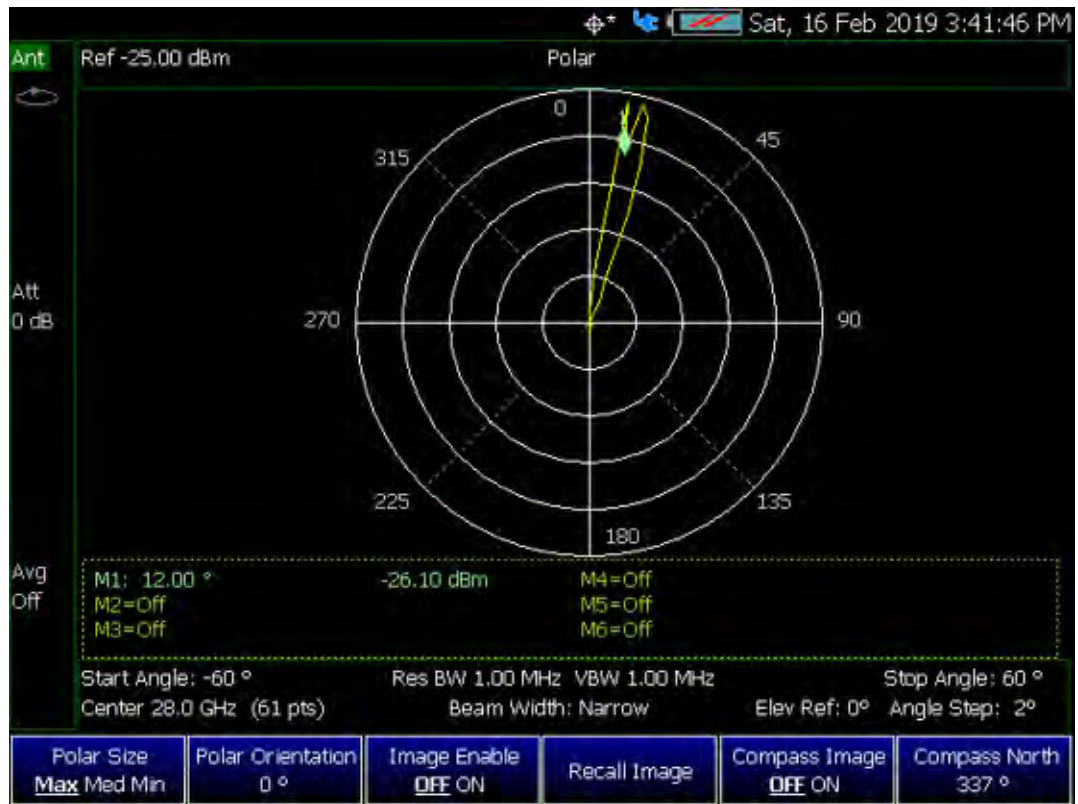 Sat, 16 Feb 2019 3:41:46 PM
Ant
Ref -25.00 dBm
Polar
0
45
315
Att
0 dB
270
90
225
135
180
Avg
Off
M1: 12.00 °
-26.10 dBm
M4=Off
M2=Off
M5=Off
M3=Off
M6=Off
Start Angle: -60 °
Res BW 1.00 MHz VBW 1.00 MHz
Stop Angle: 60 °
Center 28.0 GHz (61 pts)
Beam Width: Narrow
Elev Ref: 0°
Angle Step: 2°
Polar Size
Max Med Min
Polar Orientation
0 °
Image Enable
OFF ON
Recall Image
Compass Image
OFF ON
Compass North
337 °